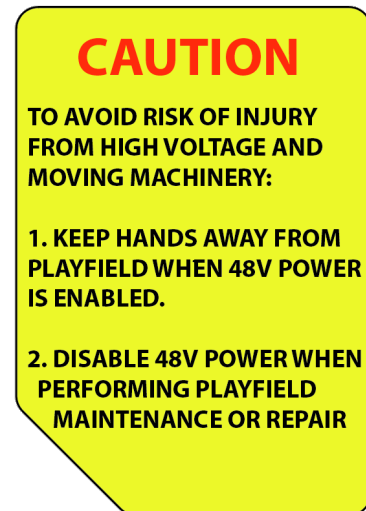 CAUTION
TO AVOID RISK OF INJURY
FROM HIGH VOLTAGE AND
MOVING MACHINERY:
1. KEEP HANDS AWAY FROM
PLAYFIELD WHEN 48V POWER
IS ENABLED.
2. DISABLE 48V POWER WHEN
PERFORMING PLAYFIELD
MAINTENANCE OR REPAIR